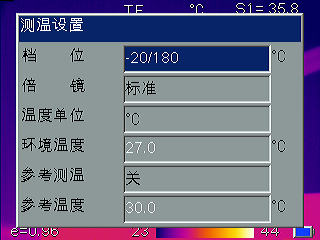 TE °C S1= 35.8
测温设置
档 位 -20/180 °C
倍 镜 标准
温度单位 °C
环境温度 27.0 °C
参考测温 关
参考温度 30.0 °C
e=0.96 23 44